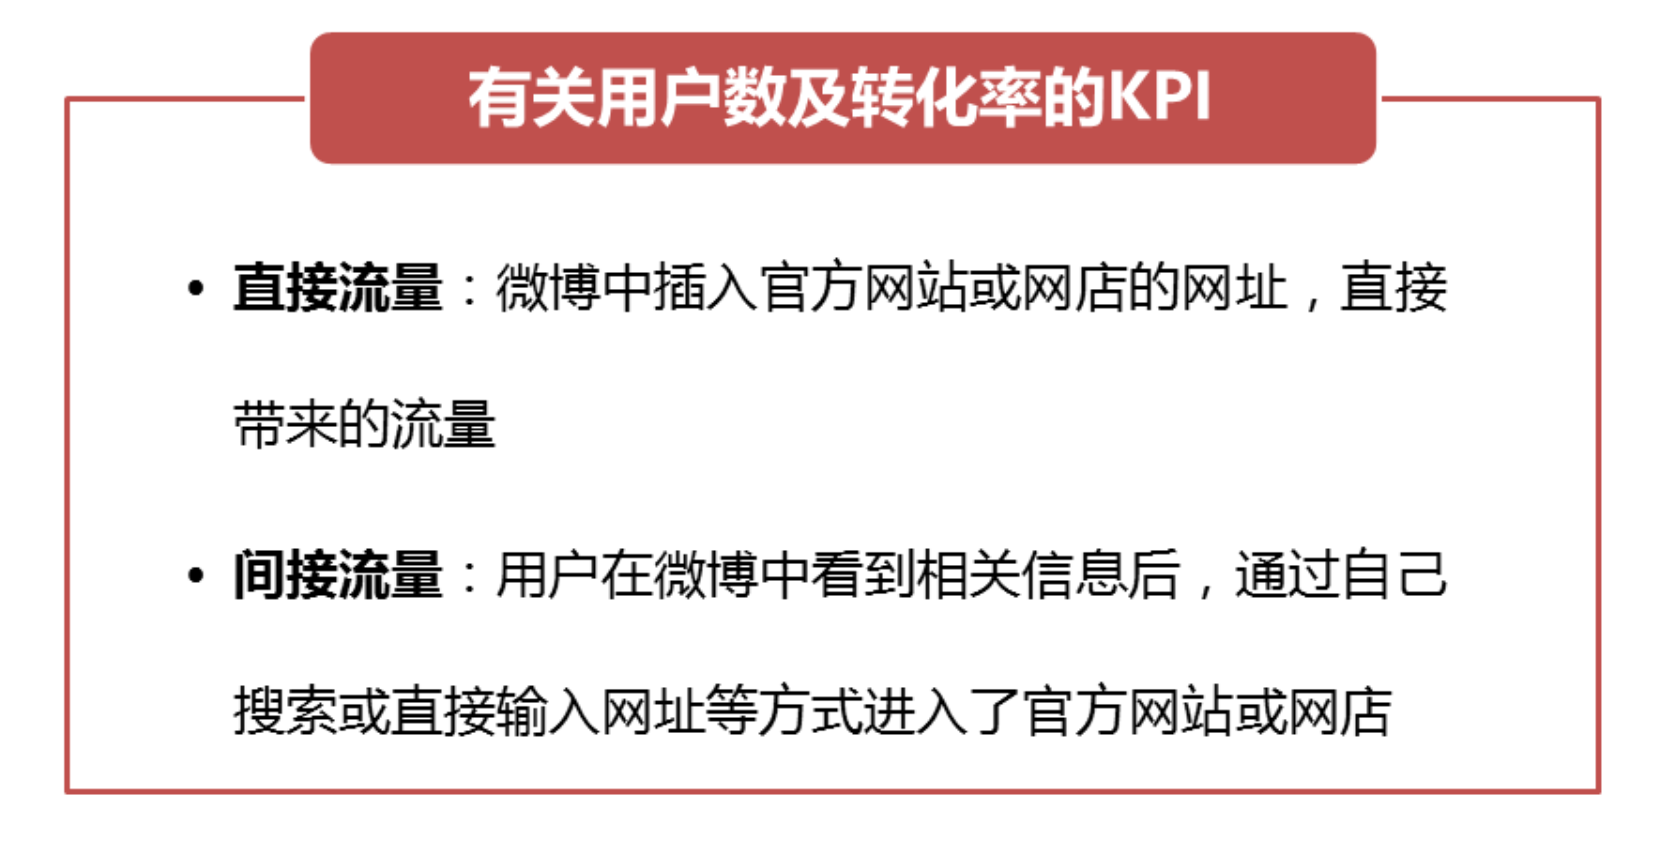 有关用户数及转化率的KPI
• 直接流量：微博中插入官方网站或网店的网址，直接
带来的流量
• 间接流量：用户在微博中看到相关信息后，通过自己
搜索或直接输入网址等方式进入了官方网站或网店